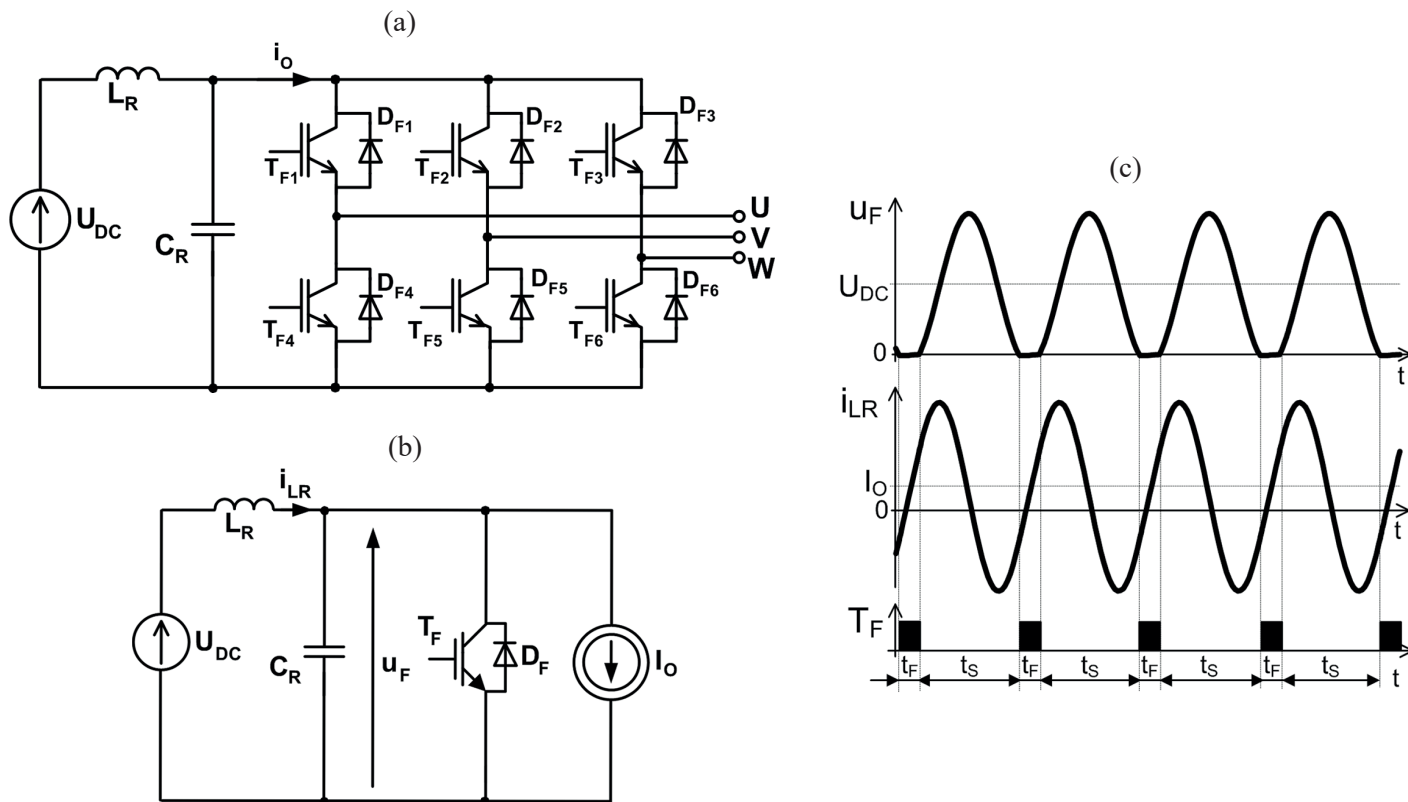 (a)
i_O
L_R
U_DC
C_R
T_F1 D_F1 T_F2 D_F2 T_F3 D_F3
U
V
W
T_F4 D_F4 T_F5 D_F5 T_F6 D_F6
(b)
i_LR
L_R
U_DC
C_R
u_F
T_F
D_F
I_O
(c)
u_F
U_DC
0
t
i_LR
I_O
0
t
T_F
t_F t_S t_F t_S t_F t_S t_F t_S t